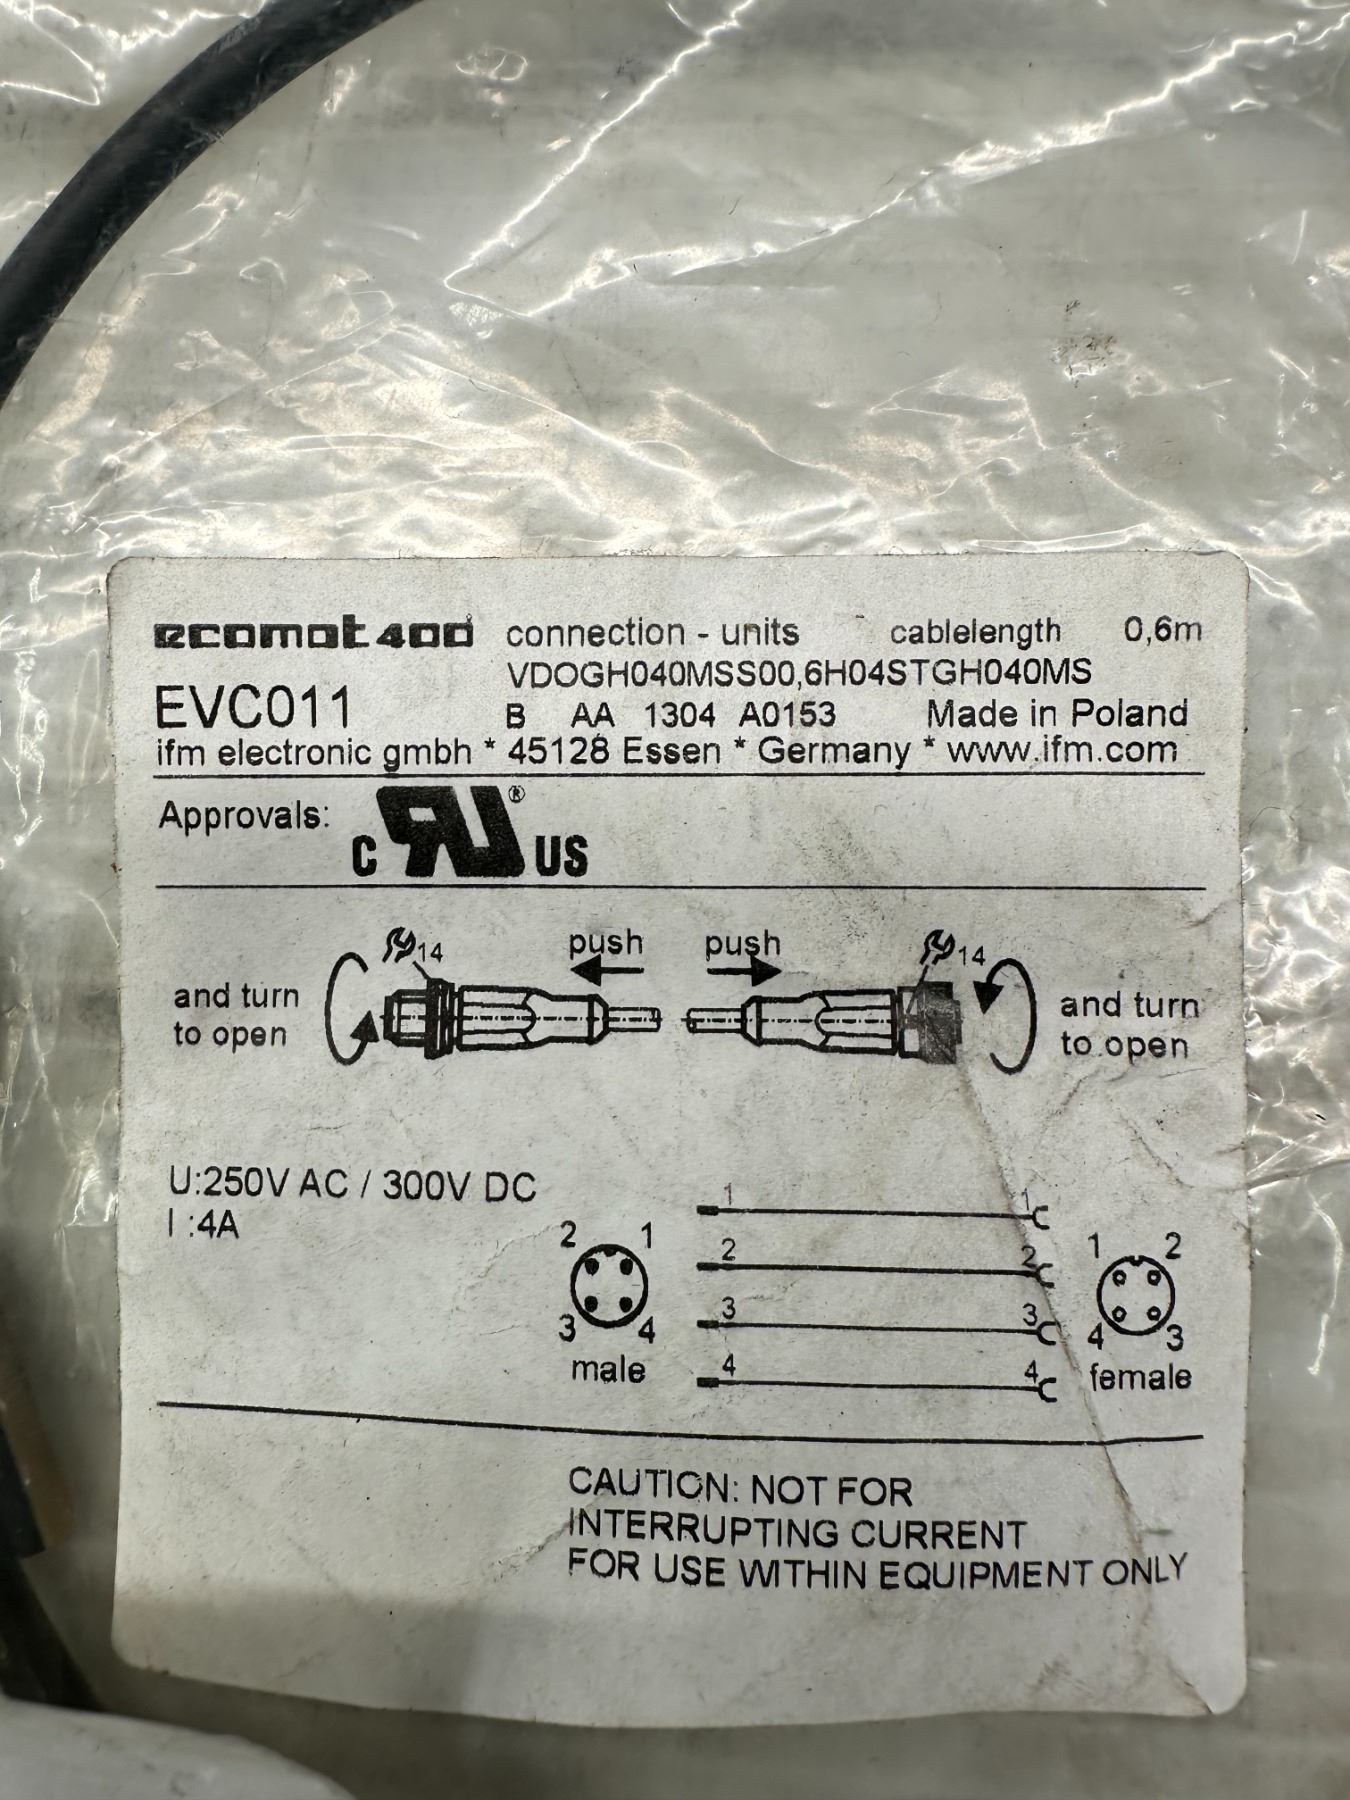 ecomat 400 connection - units cablelength 0,6m
VDOGH040MSS00,6H04STGH040MS
EVC011 B AA 1304 A0153 Made in Poland
ifm electronic gmbh * 45128 Essen * Germany * www.ifm.com
Approvals: C RU ® US
14 push push 14
and turn and turn
to open to open
U:250V AC / 300V DC
I :4A
1 1
2 1 2 2 1 2
3 3
3 4 4 4 4 3
male female
CAUTION: NOT FOR
INTERRUPTING CURRENT
FOR USE WITHIN EQUIPMENT ONLY